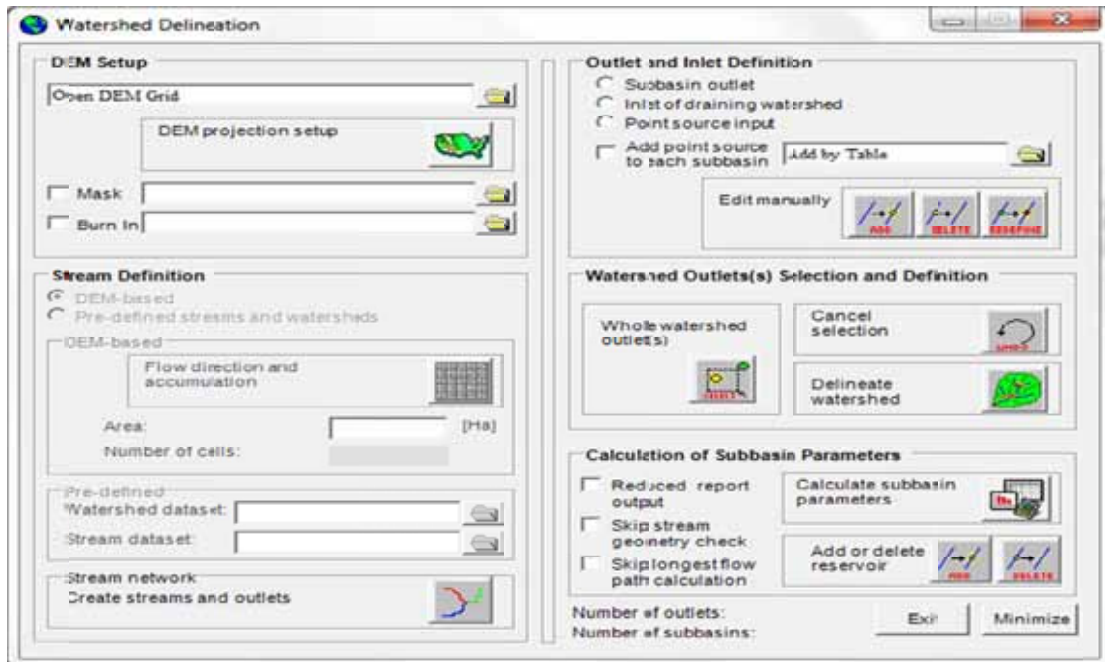 Watershed Delineation
DEM Setup
Open DEM Grid
DEM projection setup
Mask
Burn In
Stream Definition
DEM-based
Pre-defined streams and watersheds
DEM-based
Flow direction and
accumulation
Area:
[Ha]
Number of cells:
Pre-defined
Watershed dataset:
Stream dataset:
Stream network
Create streams and outlets
Outlet and Inlet Definition
Subbasin outlet
Inlet of draining watershed
Point source input
Add point source
to each subbasin
Add by Table
Edit manually
ADD
DELETE
REDEFINE
Watershed Outlets(s) Selection and Definition
Whole watershed
outlet(s)
SELECT
Cancel
selection
UNDO
Delineate
watershed
Calculation of Subbasin Parameters
Reduced report
output
Skip stream
geometry check
Skip longest flow
path calculation
Calculate subbasin
parameters
Add or delete
reservoir
ADD
DELETE
Number of outlets:
Number of subbasins:
Exit
Minimize